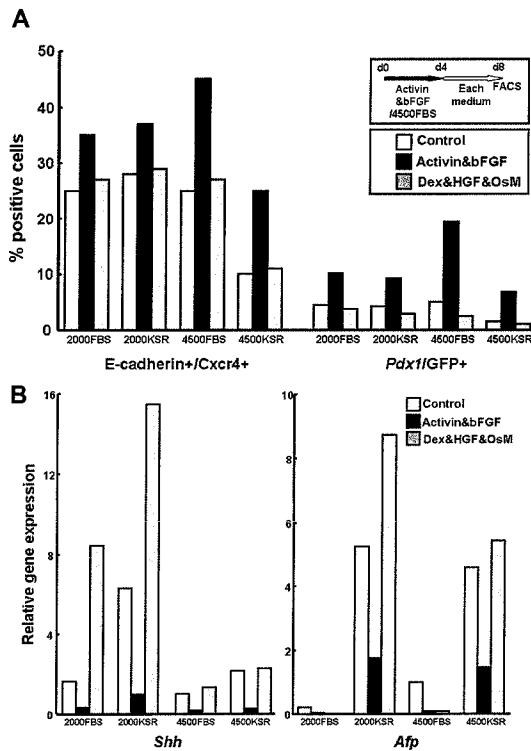 A
50
40
30
20
10
0
% positive cells
d0 d4 d8
Activin
&bFGF
/4500FBS
Each
medium
FACS
Control
Activin&bFGF
Dex&HGF&OsM
2000FBS 2000KSR 4500FBS 4500KSR 2000FBS 2000KSR 4500FBS 4500KSR
E-cadherin+/Cxcr4+ Pdx1/GFP+
B
16
12
8
4
0
Relative gene expression
2000FBS 2000KSR 4500FBS 4500KSR
Shh
10
8
6
4
2
0
Control
Activin&bFGF
Dex&HGF&OsM
2000FBS 2000KSR 4500FBS 4500KSR
Afp